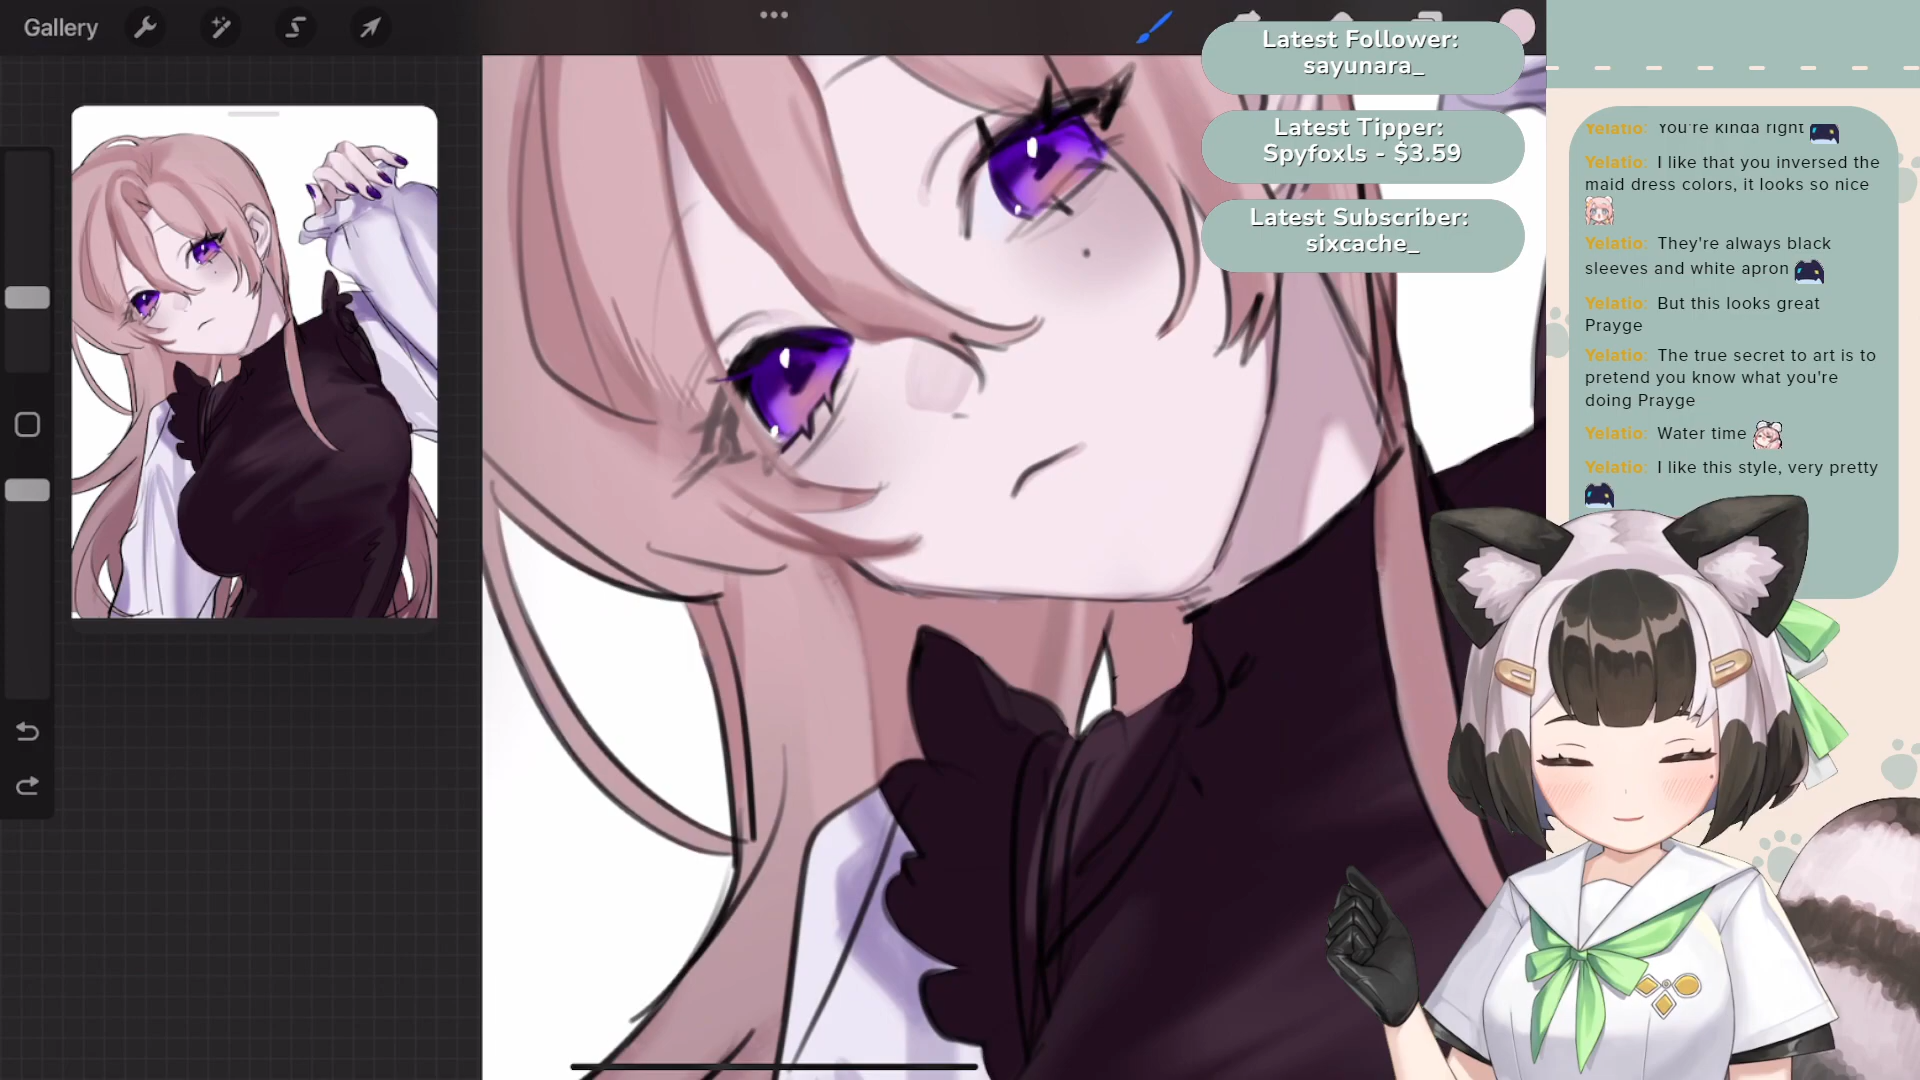 Gallery
Latest Follower:
sayunara_
Latest Tipper:
Spyfoxls - $3.59
Latest Subscriber:
sixcache_
Yelatio: You're kinda right
Yelatio: I like that you inversed the
maid dress colors, it looks so nice
Yelatio: They're always black
sleeves and white apron
Yelatio: But this looks great
Prayge
Yelatio: The true secret to art is to
pretend you know what you're
doing Prayge
Yelatio: Water time
Yelatio: I like this style, very pretty